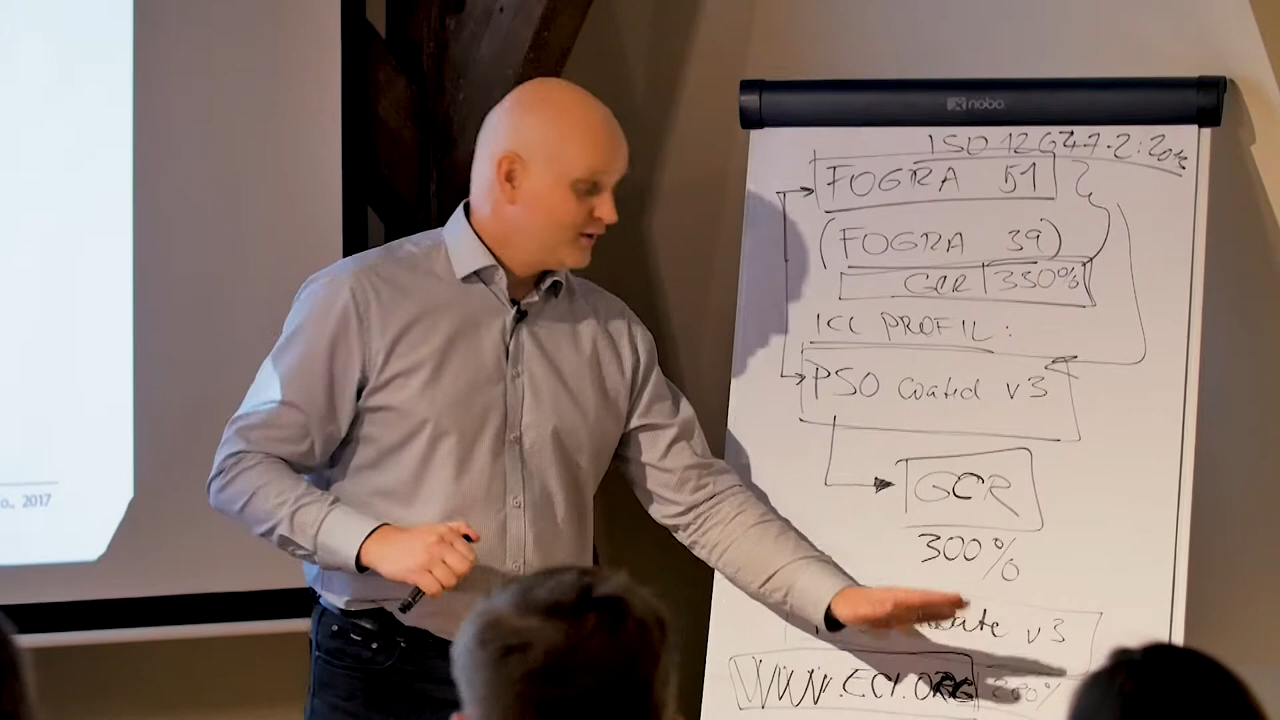 nobo
ISO 12647-2:2013
FOGRA 51
(FOGRA 39)
GCR 330%
ICC PROFIL:
PSO coated v3
GCR
300%
v3
WWW.ECI.ORG
o., 2017